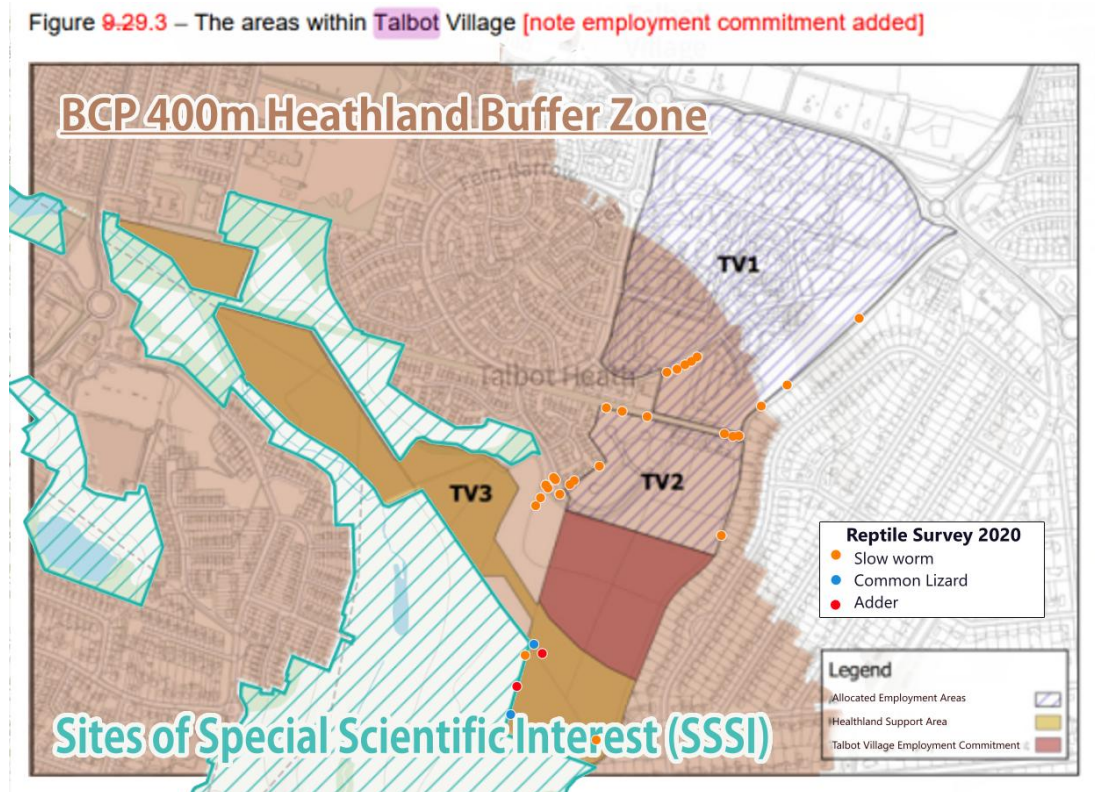 Figure 9.29.3 – The areas within Talbot Village [note employment commitment added]
BCP 400m Heathland Buffer Zone
Fern Barrow
TV1
Talbot Heath
TV2
TV3
Reptile Survey 2020
Slow worm
Common Lizard
Adder
Legend
Allocated Employment Areas
Healthland Support Area
Talbot Village Employment Commitment
Sites of Special Scientific Interest (SSSI)